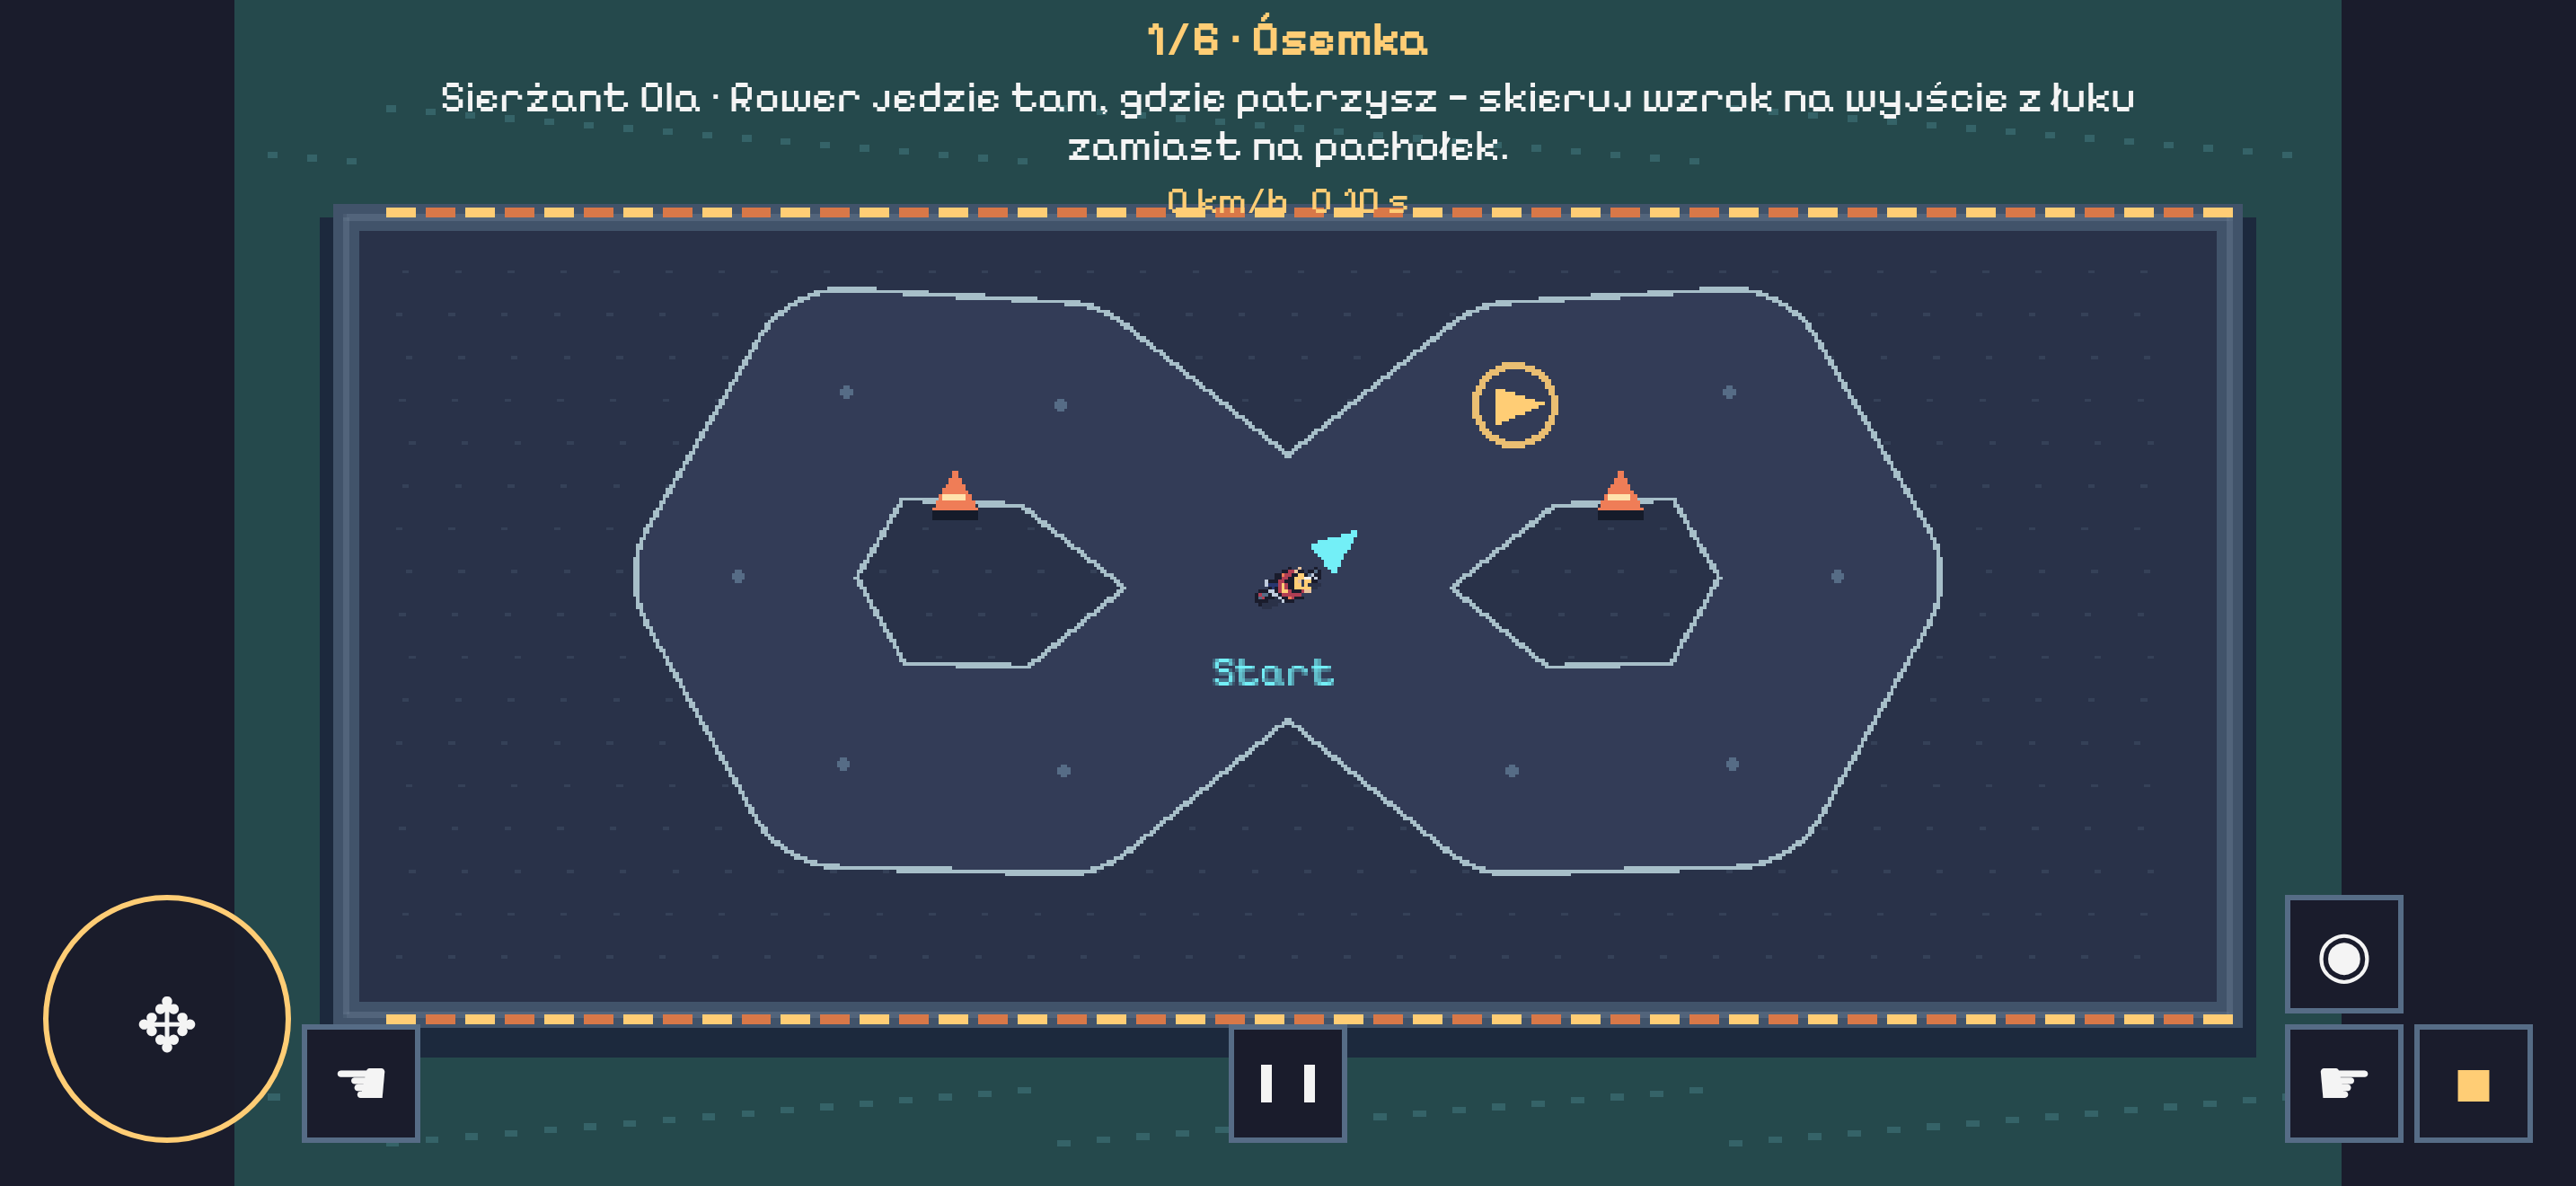 1/6 · Ósemka
Sierżant Ola · Rower jedzie tam, gdzie patrzysz – skieruj wzrok na wyjście z łuku
zamiast na pachołek.
0 km/h 0.10 s
Start